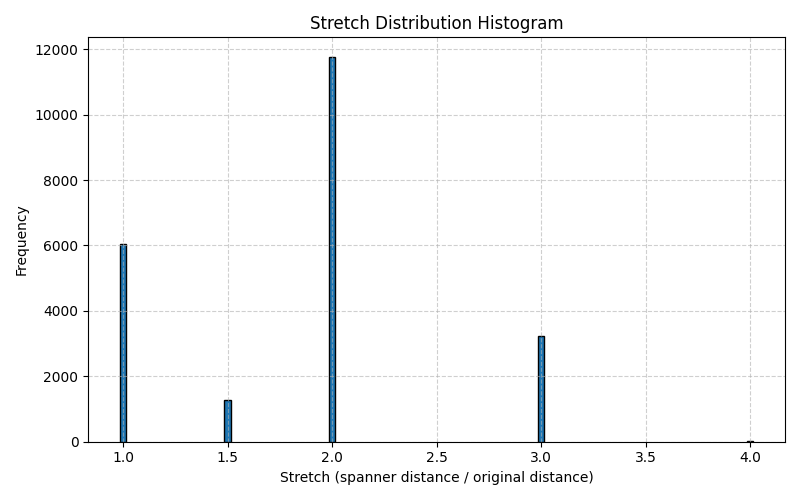 Stretch Distribution Histogram
12000
10000
8000
6000
4000
2000
0
Frequency
1.0 1.5 2.0 2.5 3.0 3.5 4.0
Stretch (spanner distance / original distance)